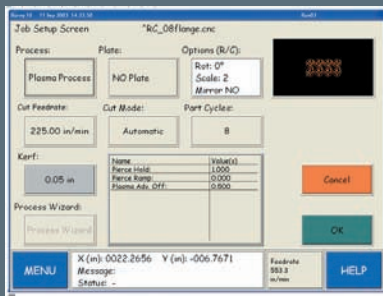 Job Setup Screen
"RC_08flange.cnc
Process:
Plate:
Options (R/C):
Plasma Process
NO Plate
Rot: 0°
Scale: 2
Mirror NO
Cut Feedrate:
Cut Mode:
Part Cycles:
225.00 in/min
Automatic
8
Kerf:
0.05 in
Name
Value(s)
Pierce Hold:
1.000
Pierce Ramp:
0.000
Plasma Adv. Off:
0.500
Cancel
Process Wizard:
Process Wizard
OK
MENU
X (in): 0022.2656 Y (in): -006.7671
Message:
Status: -
Feedrate
553.3
in/min
HELP